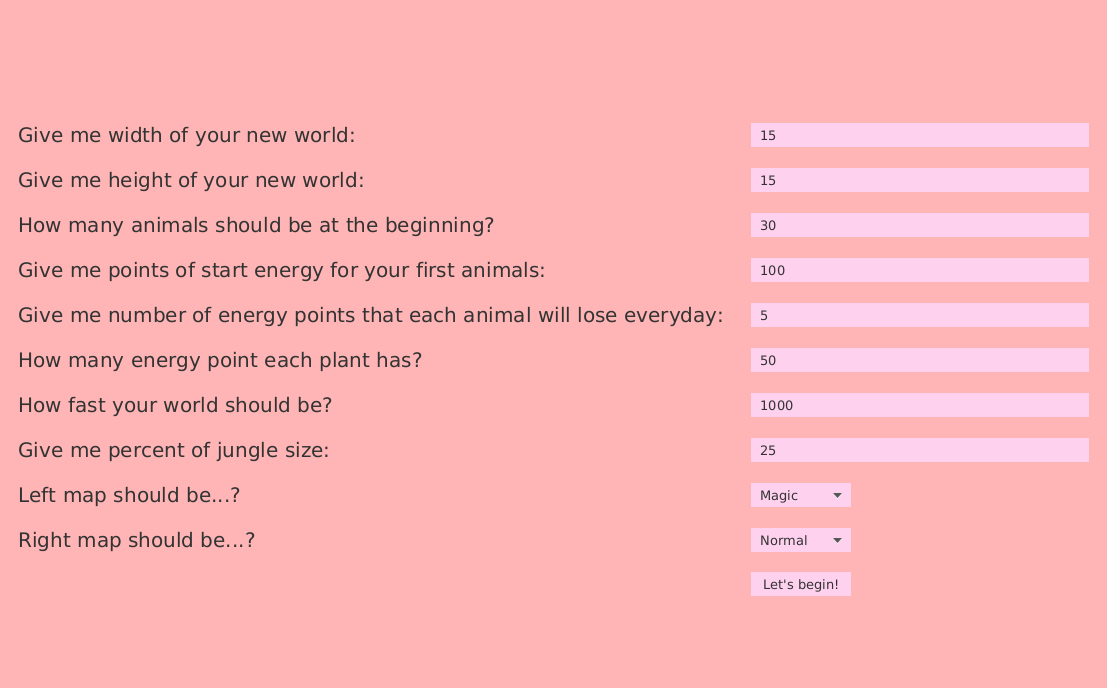 Give me width of your new world: 15
Give me height of your new world: 15
How many animals should be at the beginning? 30
Give me points of start energy for your first animals: 100
Give me number of energy points that each animal will lose everyday: 5
How many energy point each plant has? 50
How fast your world should be? 1000
Give me percent of jungle size: 25
Left map should be...? Magic
Right map should be...? Normal
Let's begin!